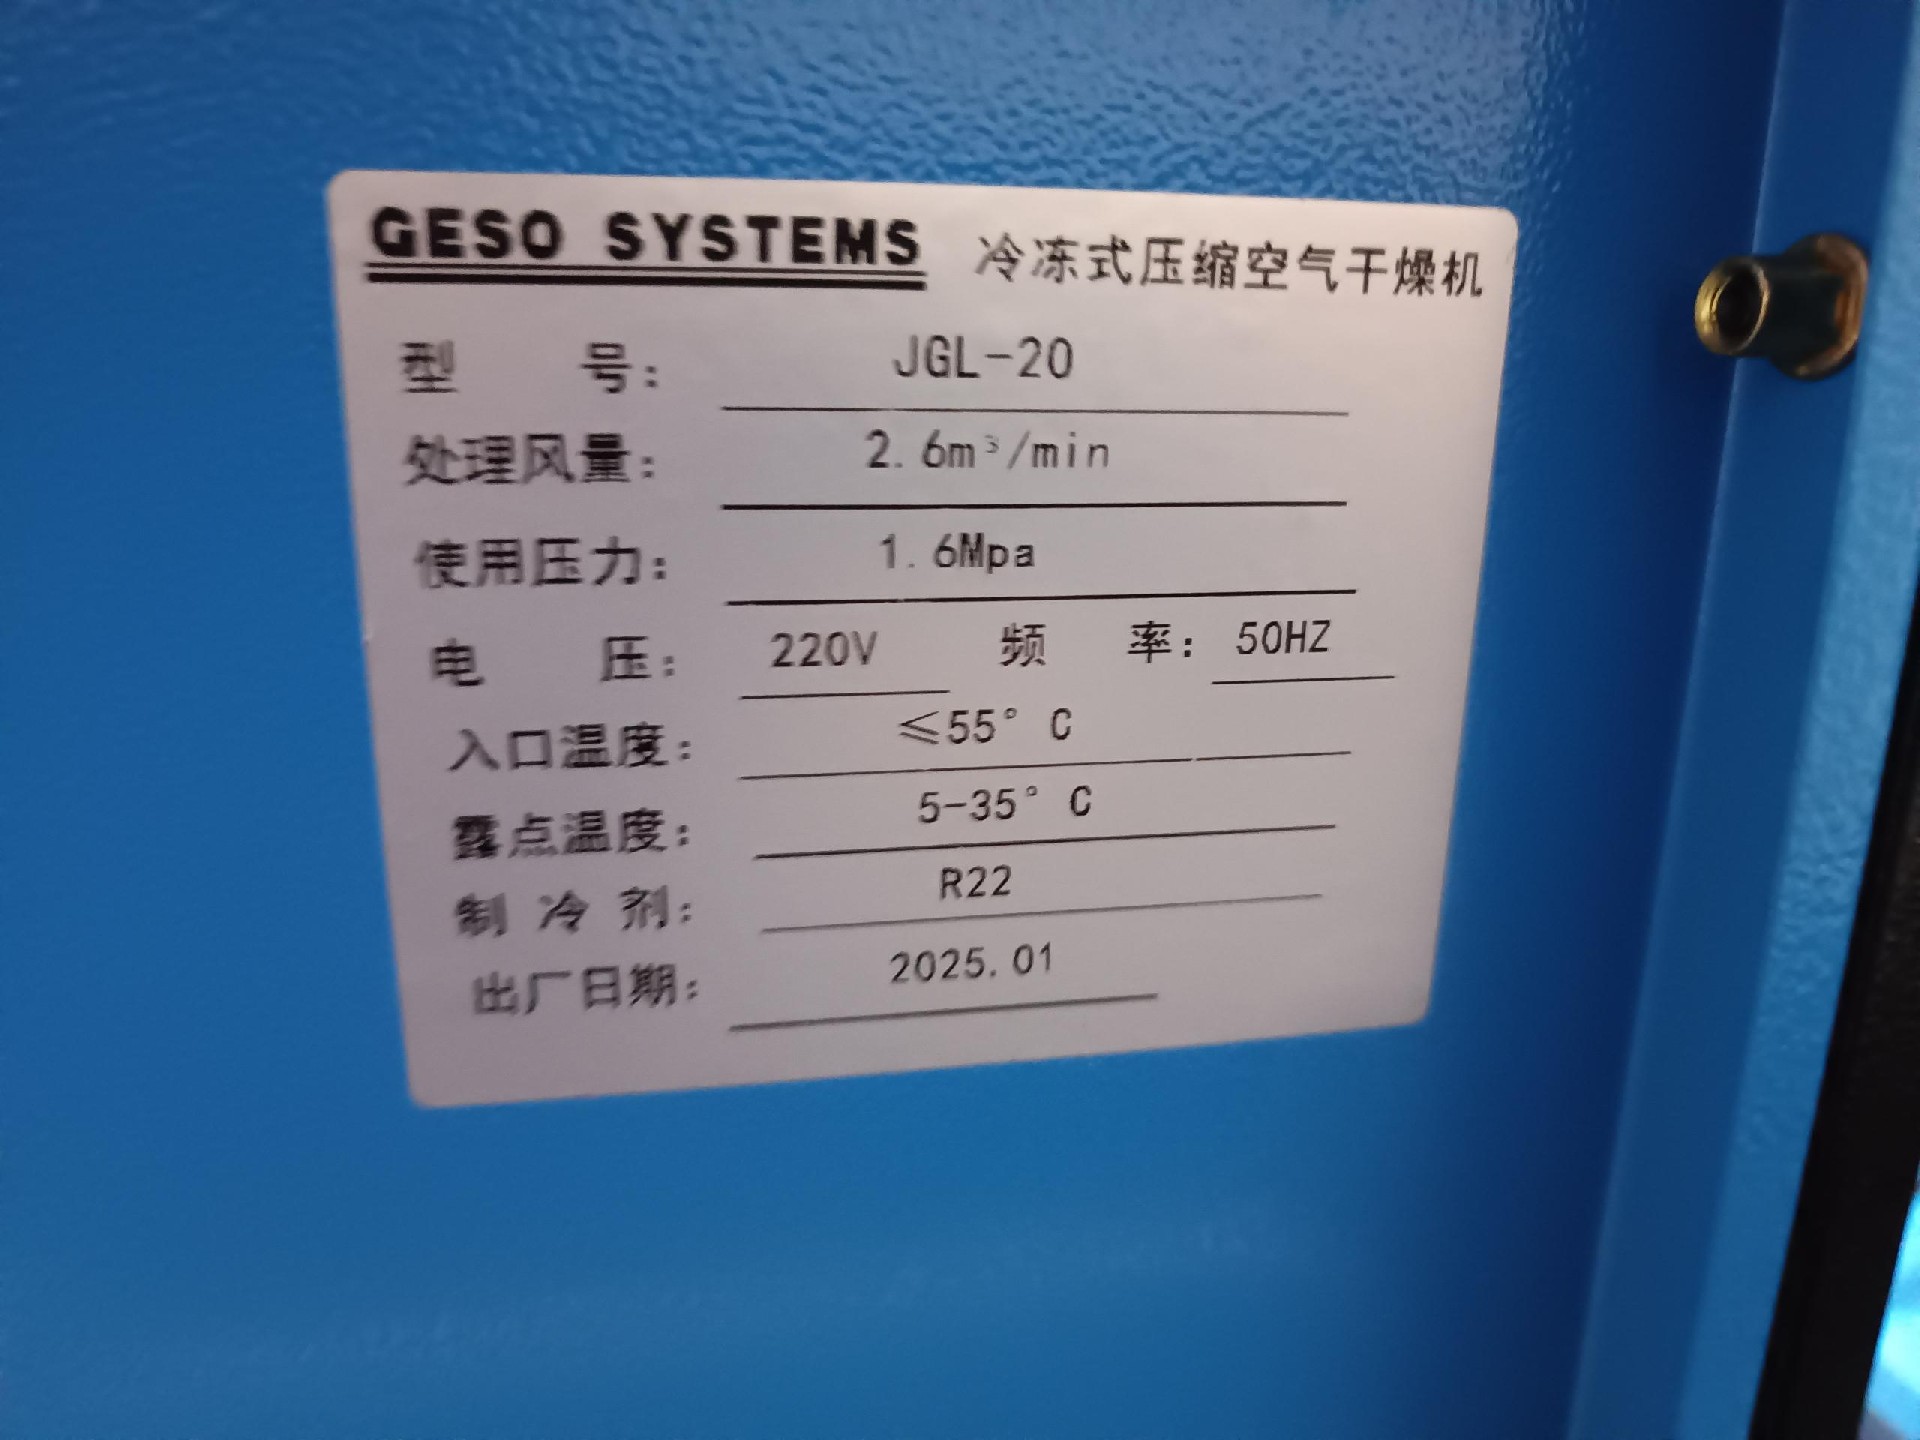 GESO SYSTEMS 冷冻式压缩空气干燥机
型 号： JGL-20
处理风量： 2.6m³/min
使用压力： 1.6Mpa
电 压： 220V 频 率： 50HZ
入口温度： ≤55°C
露点温度： 5-35°C
制冷剂： R22
出厂日期： 2025.01